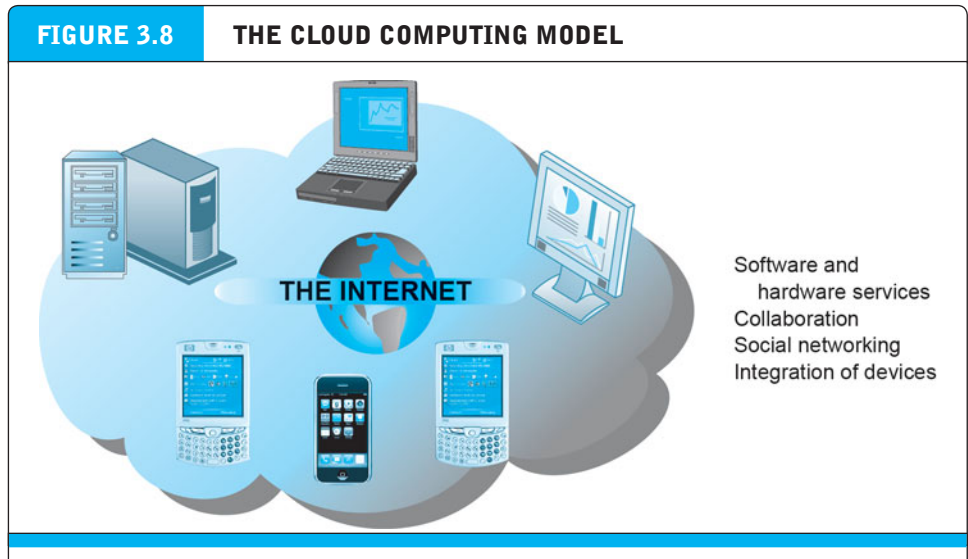 FIGURE 3.8 THE CLOUD COMPUTING MODEL
THE INTERNET
Software and
hardware services
Collaboration
Social networking
Integration of devices